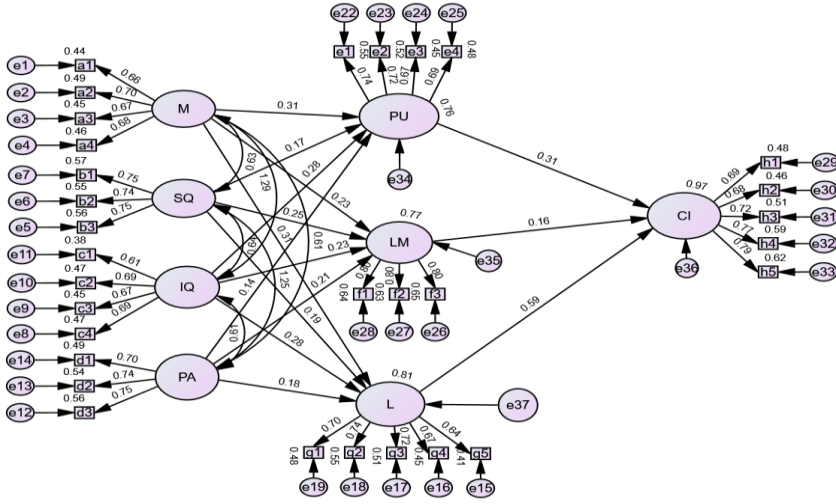 e22 e23 e24 e25
e1 e2 e3 e4
0.55 0.52 0.45 0.48
0.74 0.72 0.67 0.69
PU
0.76
e34
e1 a1 0.44 0.66
e2 a2 0.49 0.70
e3 a3 0.45 0.67
e4 a4 0.46 0.68
M
e7 b1 0.57 0.75
e6 b2 0.55 0.74
e5 b3 0.56 0.75
SQ
e11 c1 0.38 0.61
e10 c2 0.47 0.69
e9 c3 0.45 0.67
e8 c4 0.47 0.69
IQ
e14 d1 0.49 0.70
e13 d2 0.54 0.74
e12 d3 0.56 0.75
PA
0.31
0.17
0.28
0.63
1.29
0.23
0.25
0.31
0.61
0.23
1.25
0.21
0.14
0.19
0.61
0.28
0.18
LM
0.77
e35
0.80 0.80 0.80
f1 f2 f3
0.64 0.63 0.65
e28 e27 e26
L
0.81
e37
0.70 0.74 0.72 0.67 0.64
g1 g2 g3 g4 g5
0.48 0.55 0.51 0.45 0.41
e19 e18 e17 e16 e15
0.31
0.16
0.59
CI
0.97
e36
0.69 h1 0.48 e29
0.68 h2 0.46 e30
0.72 h3 0.51 e31
0.77 h4 0.59 e32
0.79 h5 0.62 e33